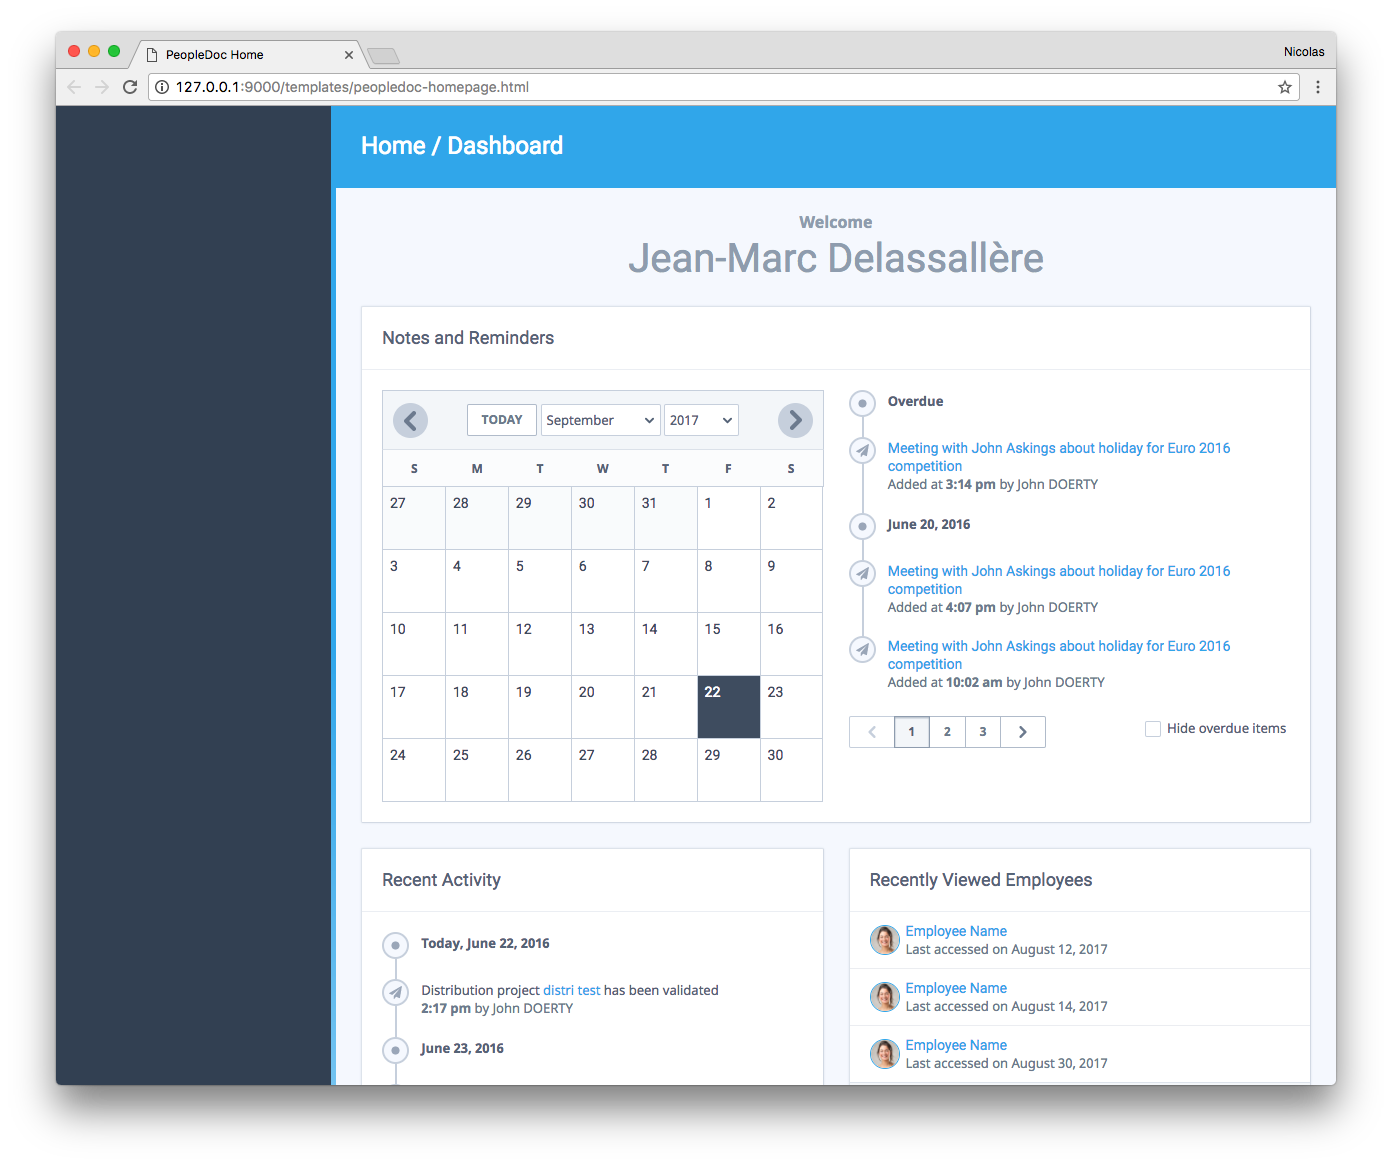 PeopleDoc Home
Nicolas
127.0.0.1:9000/templates/peopledoc-homepage.html
Home / Dashboard
Welcome
Jean-Marc Delassallère
Notes and Reminders
TODAY September 2017
S M T W T F S
27 28 29 30 31 1 2
3 4 5 6 7 8 9
10 11 12 13 14 15 16
17 18 19 20 21 22 23
24 25 26 27 28 29 30
Overdue
Meeting with John Askings about holiday for Euro 2016
competition
Added at 3:14 pm by John DOERTY
June 20, 2016
Meeting with John Askings about holiday for Euro 2016
competition
Added at 4:07 pm by John DOERTY
Meeting with John Askings about holiday for Euro 2016
competition
Added at 10:02 am by John DOERTY
1 2 3
Hide overdue items
Recent Activity
Today, June 22, 2016
Distribution project distri test has been validated
2:17 pm by John DOERTY
June 23, 2016
Recently Viewed Employees
Employee Name
Last accessed on August 12, 2017
Employee Name
Last accessed on August 14, 2017
Employee Name
Last accessed on August 30, 2017